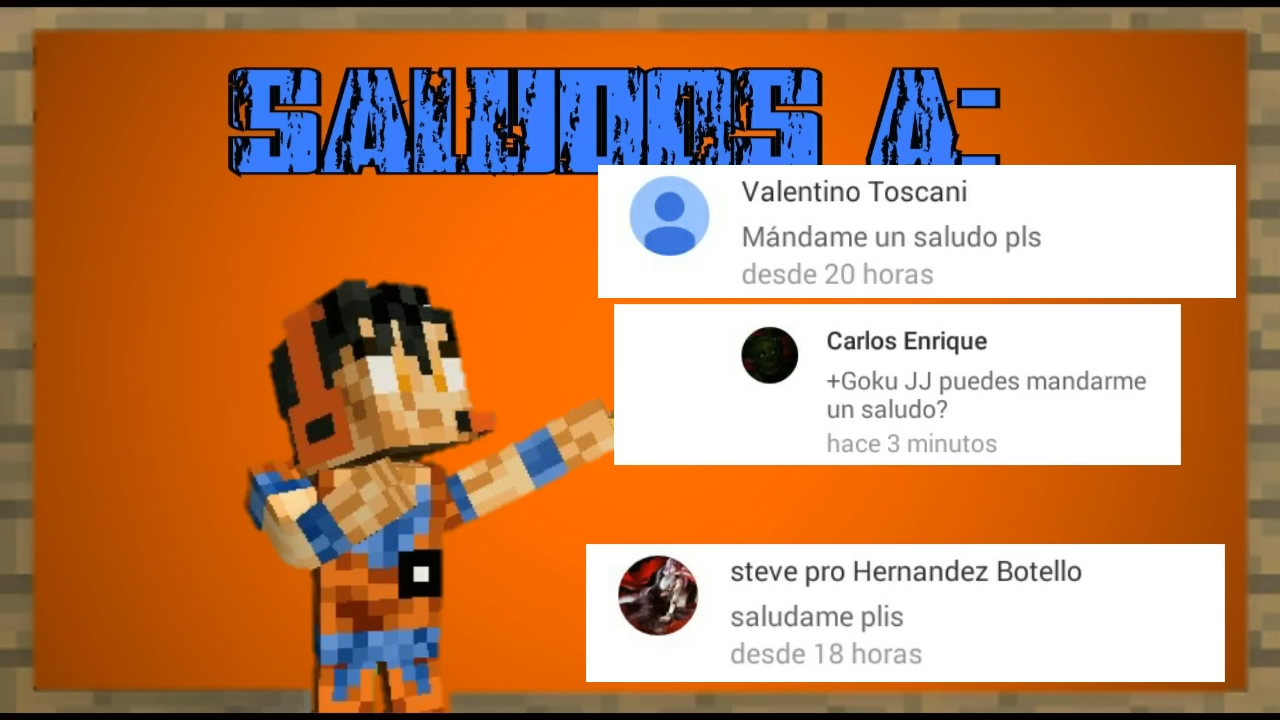 SALUDOS A:
Valentino Toscani
Mándame un saludo pls
desde 20 horas
Carlos Enrique
+Goku JJ puedes mandarme
un saludo?
hace 3 minutos
steve pro Hernandez Botello
saludame plis
desde 18 horas